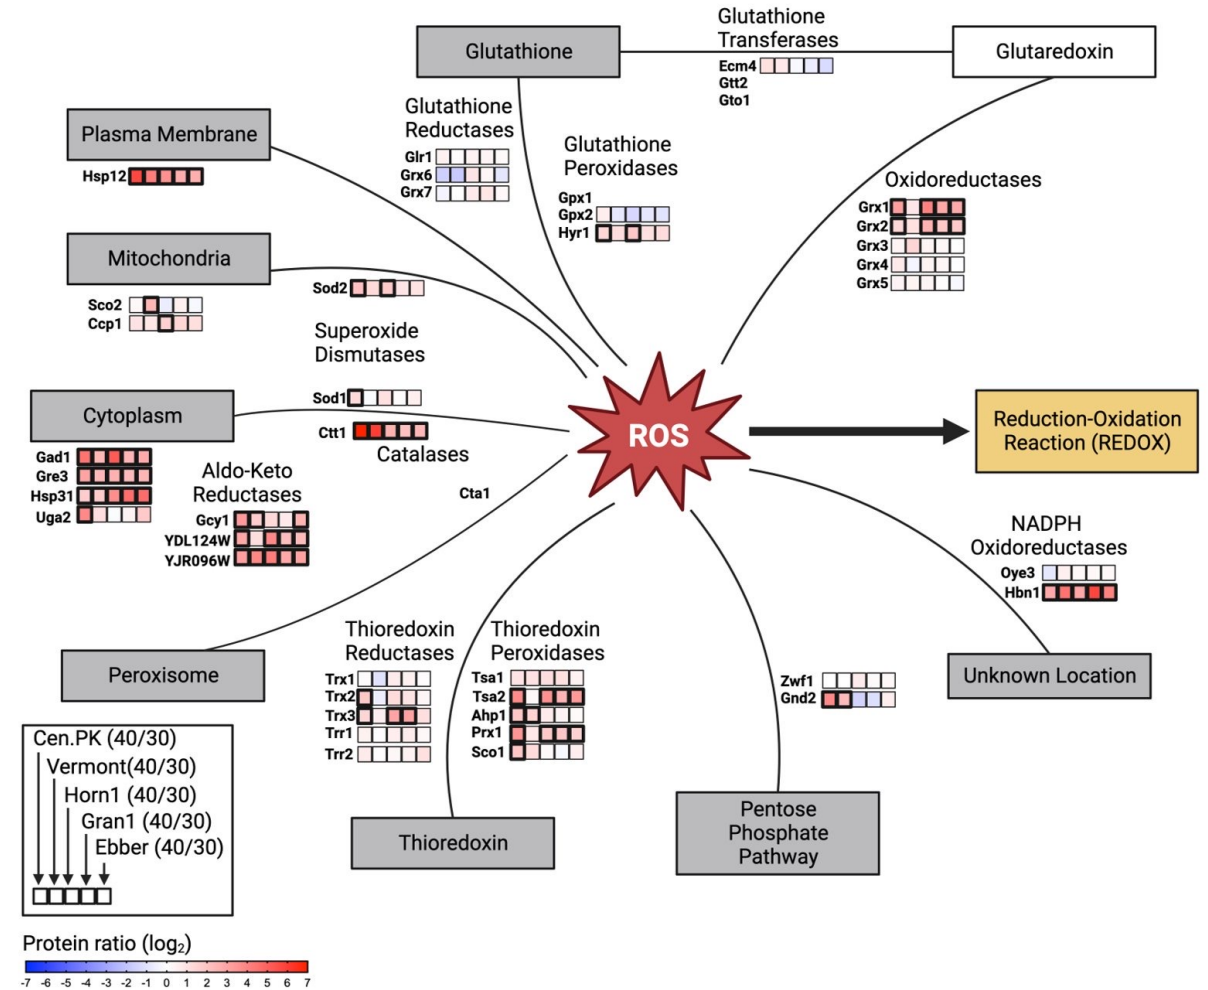 Glutathione
Glutathione
Transferases
Ecm4
Gtt2
Gto1
Glutaredoxin
Plasma Membrane
Hsp12
Glutathione
Reductases
Glr1
Grx6
Grx7
Glutathione
Peroxidases
Gpx1
Gpx2
Hyr1
Oxidoreductases
Grx1
Grx2
Grx3
Grx4
Grx5
Mitochondria
Sco2
Ccp1
Sod2
Superoxide
Dismutases
Sod1
Cytoplasm
Gad1
Gre3
Hsp31
Uga2
Ctt1
Catalases
Cta1
Aldo-Keto
Reductases
Gcy1
YDL124W
YJR096W
ROS
Reduction-Oxidation
Reaction (REDOX)
NADPH
Oxidoreductases
Oye3
Hbn1
Unknown Location
Peroxisome
Thioredoxin
Reductases
Trx1
Trx2
Trx3
Trr1
Trr2
Thioredoxin
Peroxidases
Tsa1
Tsa2
Ahp1
Prx1
Sco1
Zwf1
Gnd2
Thioredoxin
Pentose
Phosphate
Pathway
Cen.PK (40/30)
Vermont(40/30)
Horn1 (40/30)
Gran1 (40/30)
Ebber (40/30)
Protein ratio (log₂)
-7 -6 -5 -4 -3 -2 -1 0 1 2 3 4 5 6 7